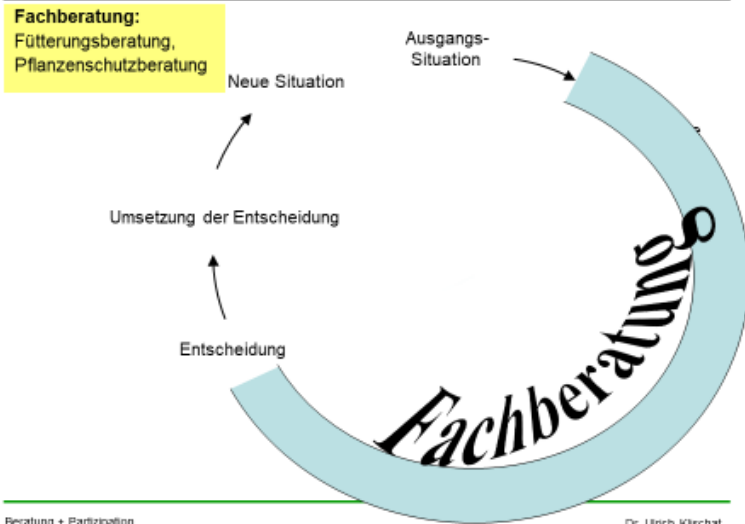 Fachberatung:
Fütterungsberatung,
Pflanzenschutzberatung
Ausgangs-
Situation
Neue Situation
Umsetzung der Entscheidung
Entscheidung
Fachberatung
Beratung + Partizipation
Dr. Ulrich Klischat